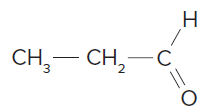 H
CH₃ — CH₂ — C
O